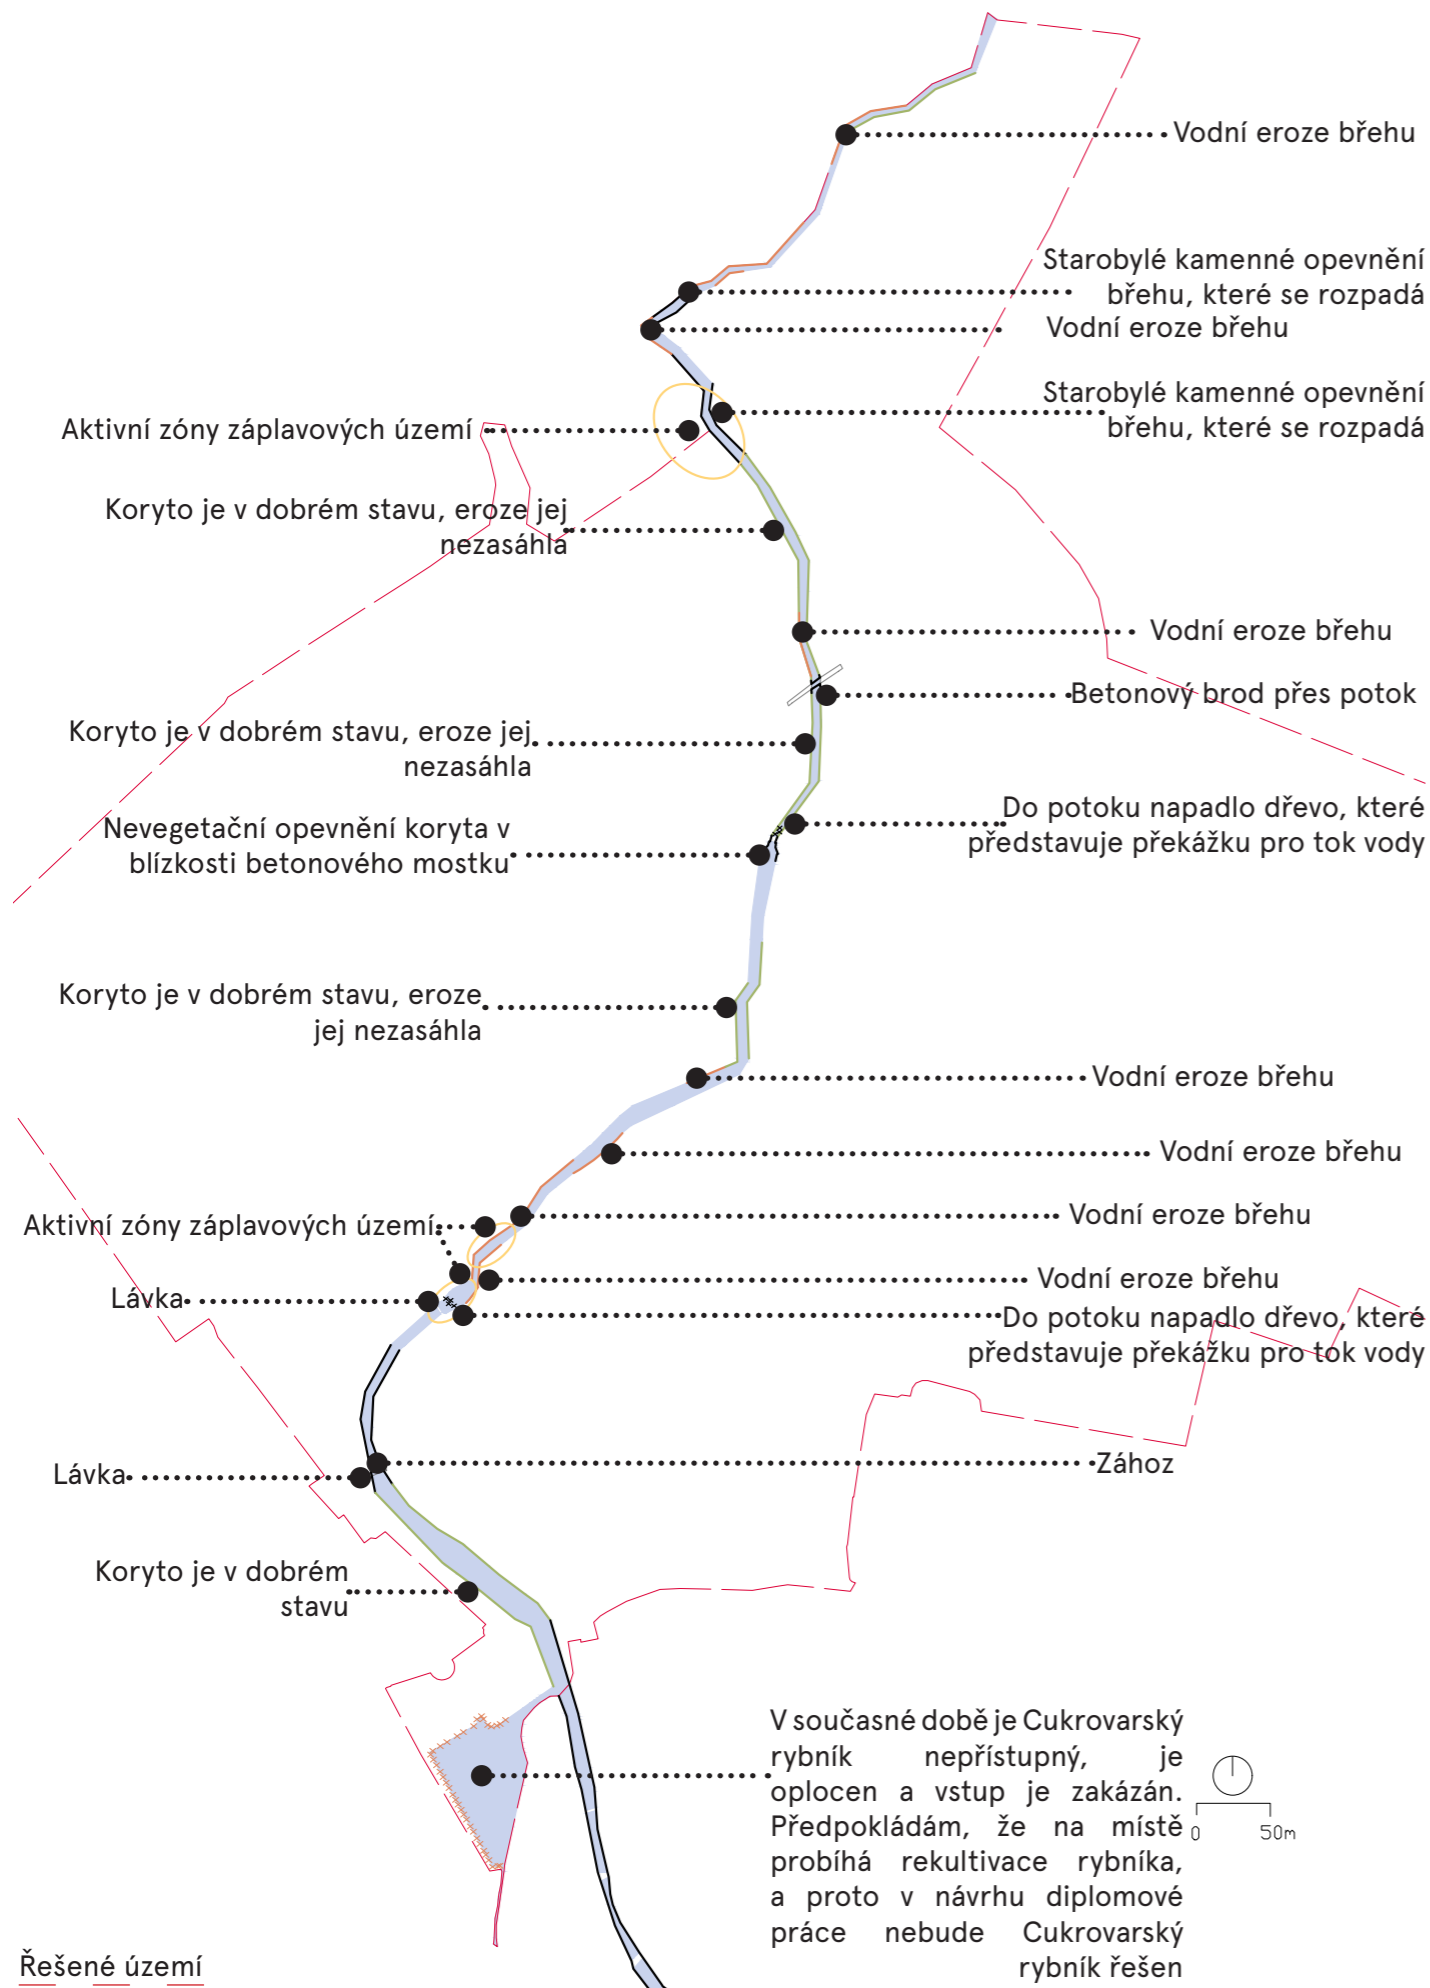 Vodní eroze břehu
Starobylé kamenné opevnění
břehu, které se rozpadá
Vodní eroze břehu
Starobylé kamenné opevnění
břehu, které se rozpadá
Aktivní zóny záplavových území
Koryto je v dobrém stavu, eroze jej
nezasáhla
Vodní eroze břehu
Betonový brod přes potok
Koryto je v dobrém stavu, eroze jej
nezasáhla
Do potoku napadlo dřevo, které
představuje překážku pro tok vody
Nevegetační opevnění koryta v
blízkosti betonového mostku
Koryto je v dobrém stavu, eroze
jej nezasáhla
Vodní eroze břehu
Vodní eroze břehu
Vodní eroze břehu
Aktivní zóny záplavových území
Vodní eroze břehu
Lávka
Do potoku napadlo dřevo, které
představuje překážku pro tok vody
Zához
Lávka
Koryto je v dobrém
stavu
V současné době je Cukrovarský
rybník nepřístupný, je
oplocen a vstup je zakázán.
Předpokládám, že na místě
probíhá rekultivace rybníka,
a proto v návrhu diplomové
práce nebude Cukrovarský
rybník řešen
0 50m
Řešené území